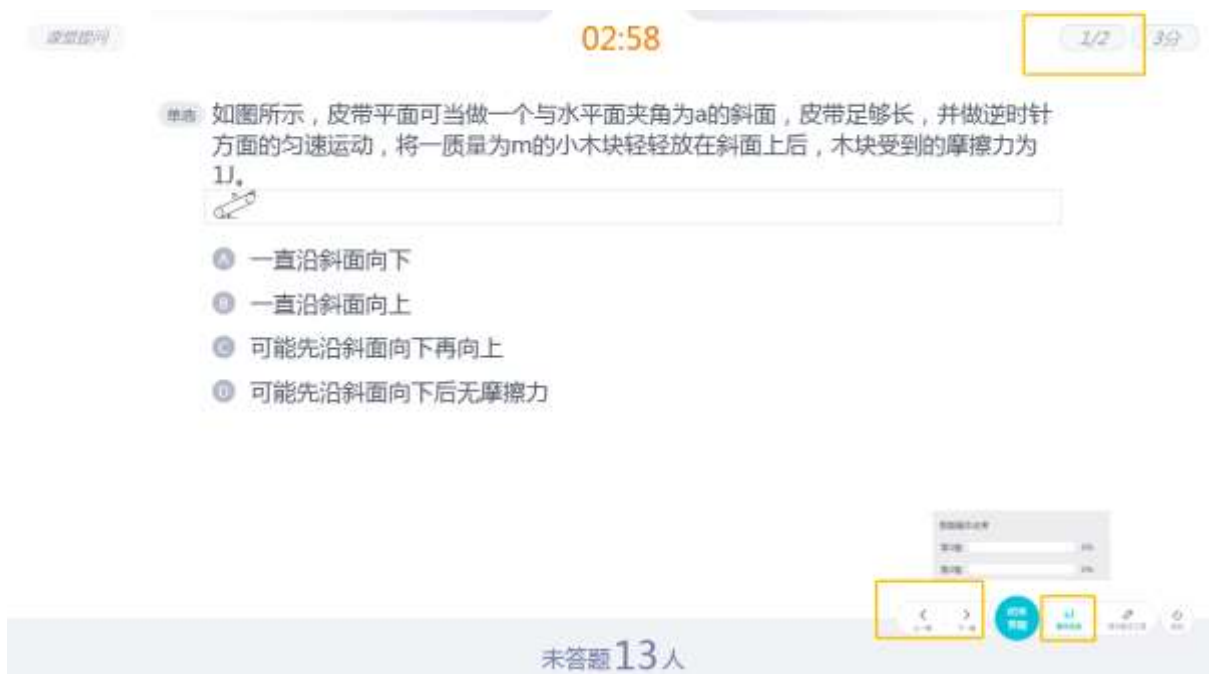 课堂提问
02:58
1/2
3分
单选 如图所示，皮带平面可当做一个与水平面夹角为a的斜面，皮带足够长，并做逆时针
方面的匀速运动，将一质量为m的小木块轻轻放在斜面上后，木块受到的摩擦力为
1J。
A 一直沿斜面向下
B 一直沿斜面向上
C 可能先沿斜面向下再向上
D 可能先沿斜面向下后无摩擦力
未答题13人